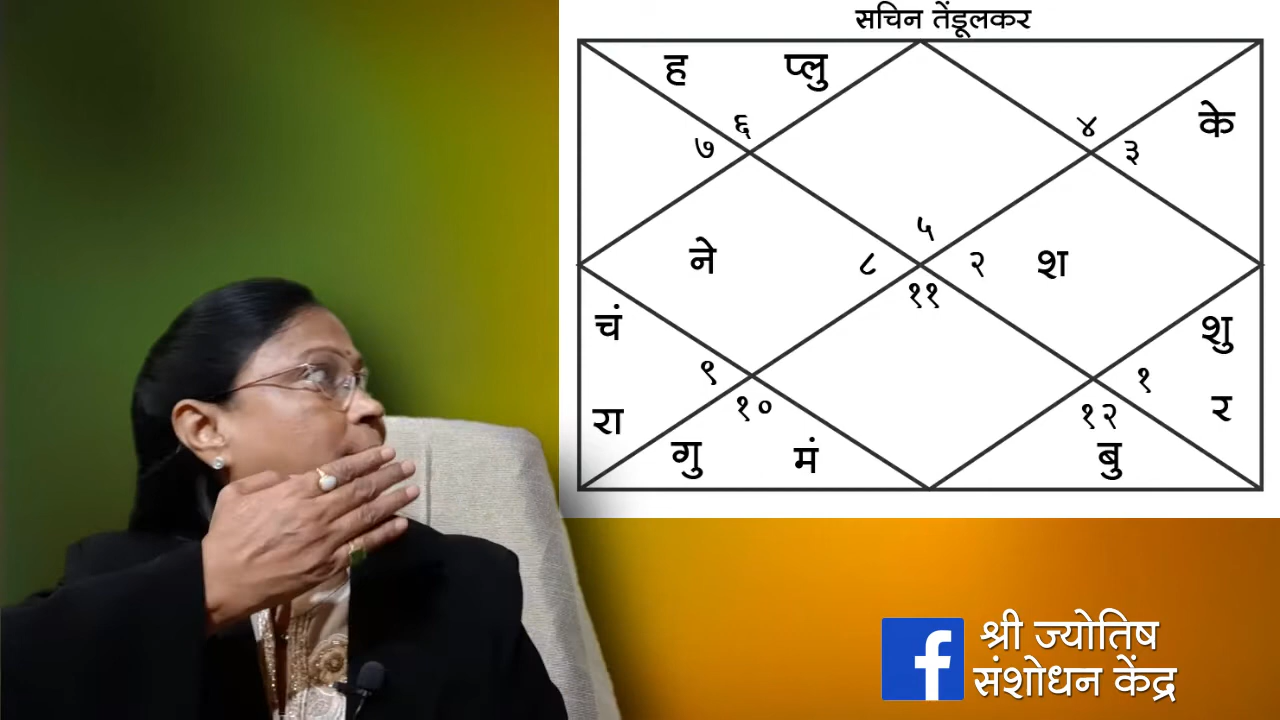 सचिन तेंडूलकर
ह प्लु
के
६ ४
७ ३
५
ने ८ २ श
११
चं शु
९ १
रा १० १२ र
गु मं बु
श्री ज्योतिष
संशोधन केंद्र